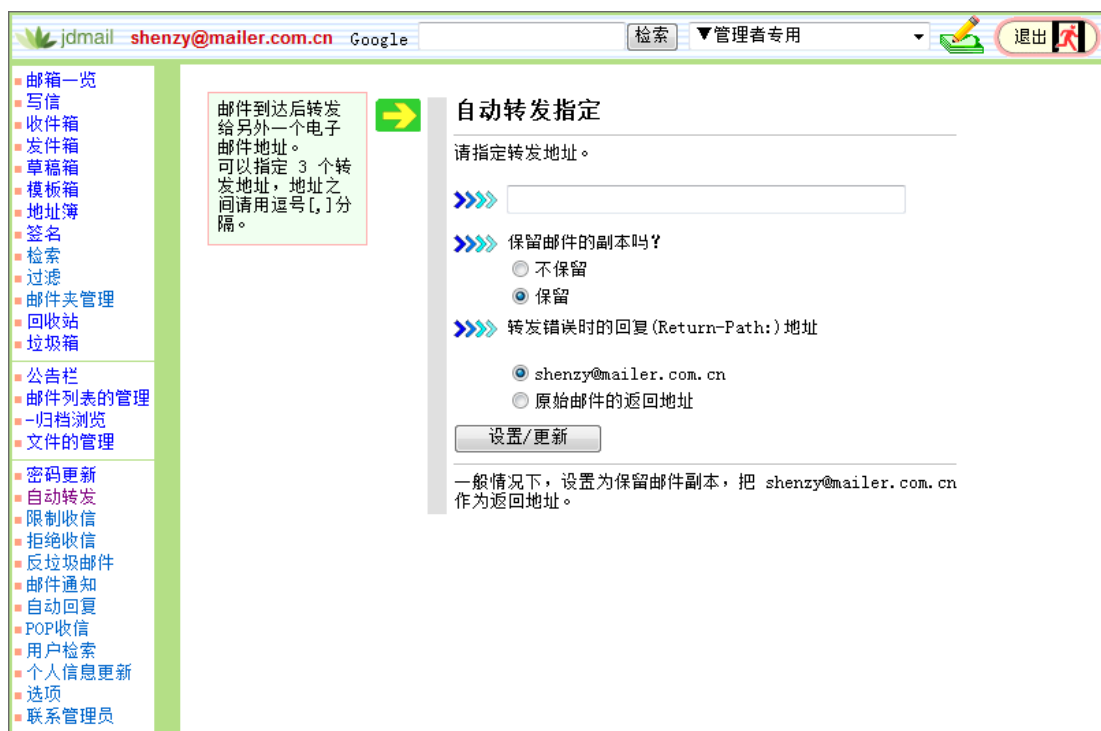 jdmail shenzy@mailer.com.cn Google 检索 ▼管理者专用 退出
邮箱一览
写信
收件箱
发件箱
草稿箱
模板箱
地址簿
签名
检索
过滤
邮件夹管理
回收站
垃圾箱
公告栏
邮件列表的管理
-归档浏览
文件的管理
密码更新
自动转发
限制收信
拒绝收信
反垃圾邮件
邮件通知
自动回复
POP收信
用户检索
个人信息更新
选项
联系管理员
邮件到达后转发
给另外一个电子
邮件地址。
可以指定 3 个转
发地址,地址之
间请用逗号[,]分
隔。
自动转发指定
请指定转发地址。
保留邮件的副本吗?
不保留
保留
转发错误时的回复(Return-Path:)地址
shenzy@mailer.com.cn
原始邮件的返回地址
设置/更新
一般情况下,设置为保留邮件副本,把 shenzy@mailer.com.cn
作为返回地址。